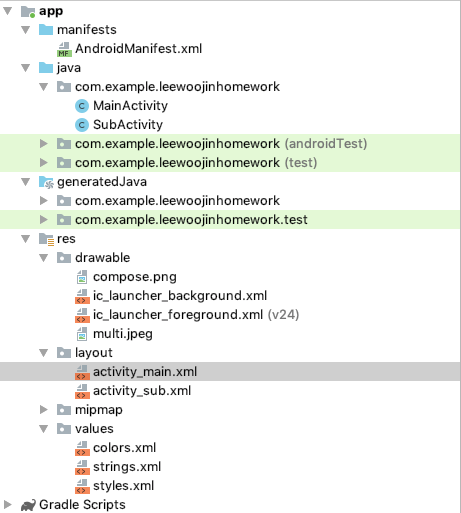 app
manifests
AndroidManifest.xml
java
com.example.leewoojinhomework
MainActivity
SubActivity
com.example.leewoojinhomework (androidTest)
com.example.leewoojinhomework (test)
generatedJava
com.example.leewoojinhomework
com.example.leewoojinhomework.test
res
drawable
compose.png
ic_launcher_background.xml
ic_launcher_foreground.xml (v24)
multi.jpeg
layout
activity_main.xml
activity_sub.xml
mipmap
values
colors.xml
strings.xml
styles.xml
Gradle Scripts